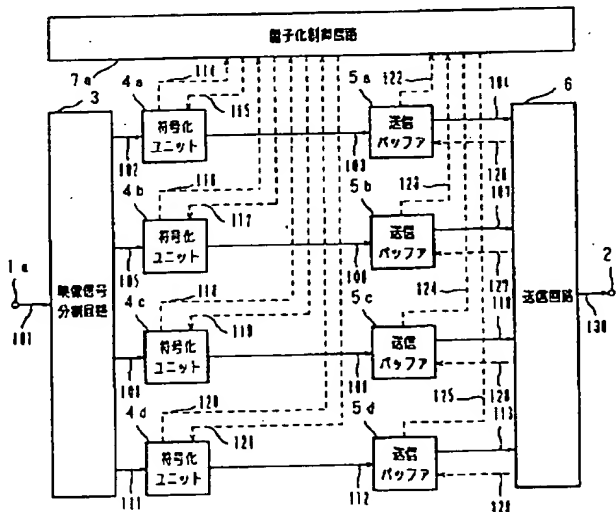 量子化制御回路
7a
3
4a
114
115
5a
122
104
6
符号化
ユニット
送信
バッファ
102
103
126
4b
116
117
5b
123
107
符号化
ユニット
送信
バッファ
1a
101
映像信号
分割回路
105
106
127
2
130
送信回路
4c
118
119
5c
124
110
符号化
ユニット
送信
バッファ
108
109
128
4d
120
121
5d
125
113
符号化
ユニット
送信
バッファ
111
112
129